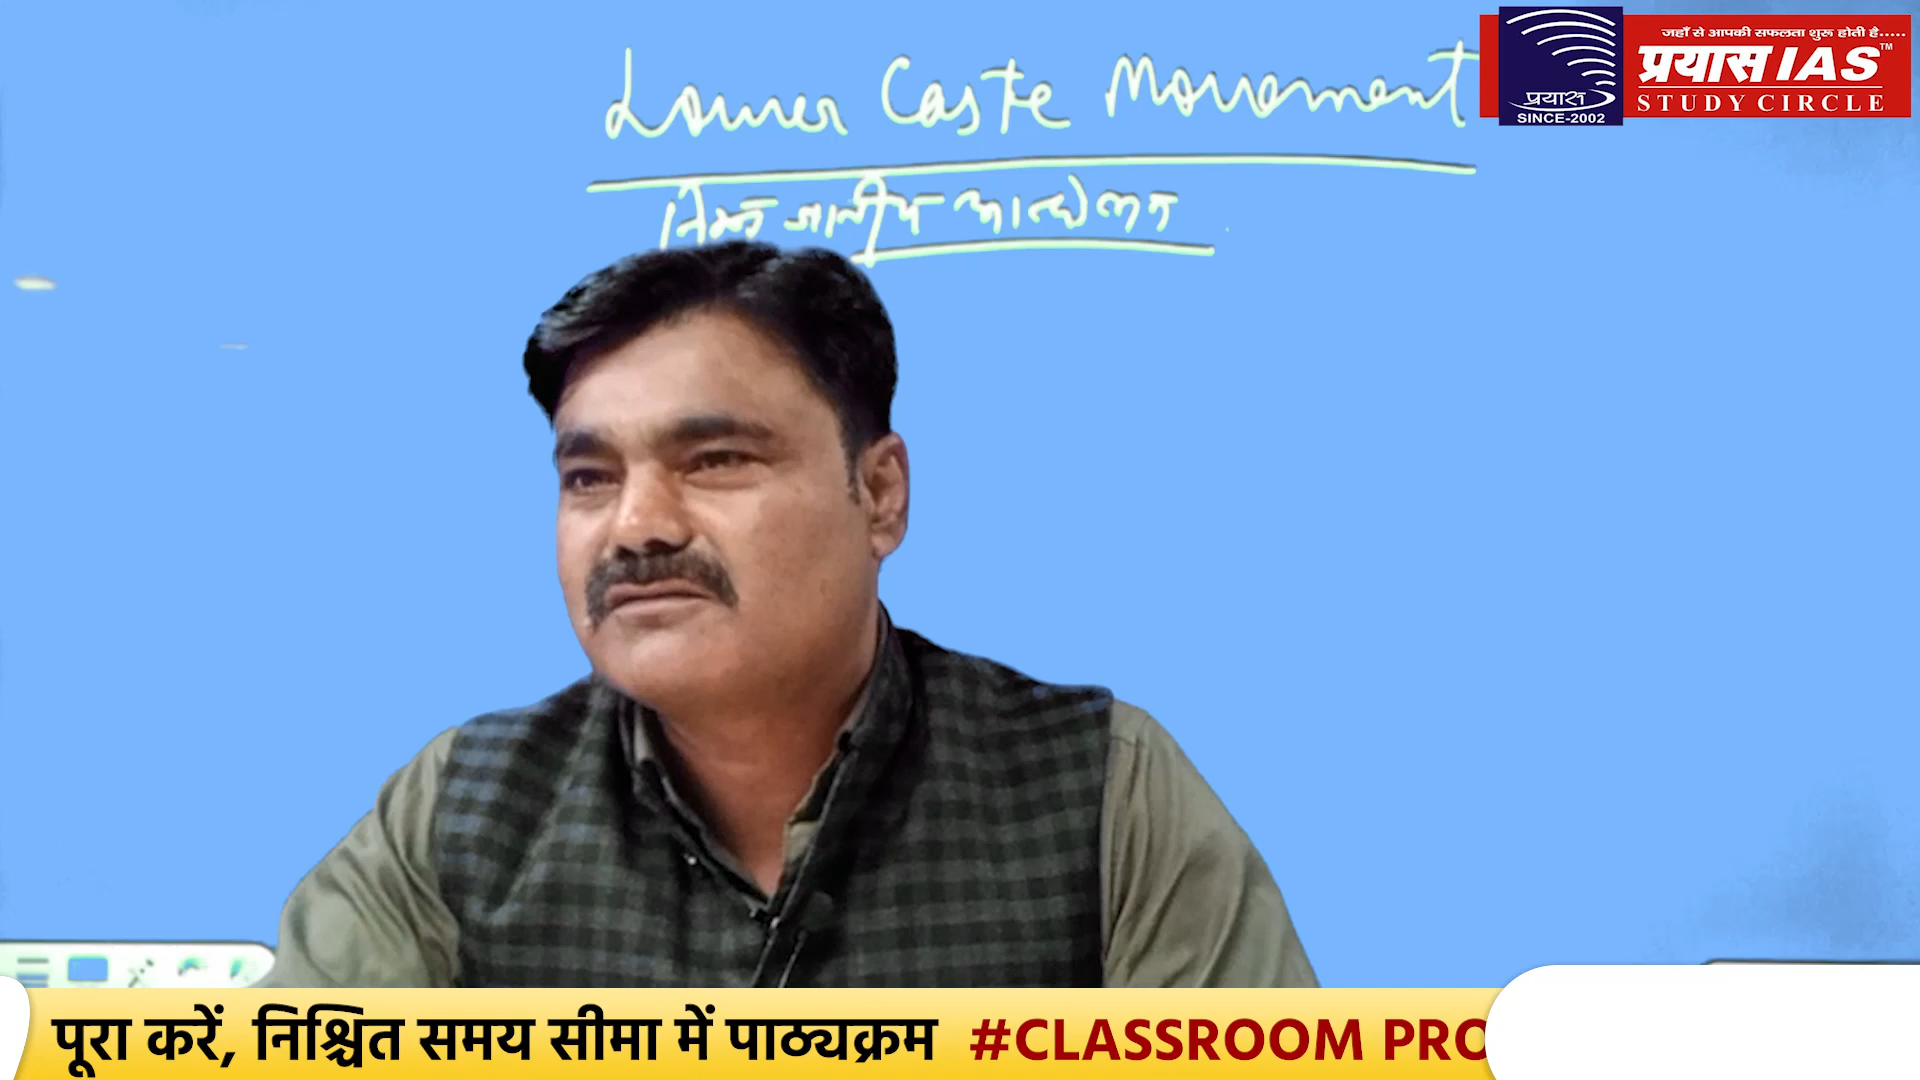 Lower Caste Movement
निम्न जातीय आन्दोलन
जहाँ से आपकी सफलता शुरू होती है.....
प्रयास IAS™
STUDY CIRCLE
प्रयास
SINCE-2002
पूरा करें, निश्चित समय सीमा में पाठ्यक्रम #CLASSROOM PRO